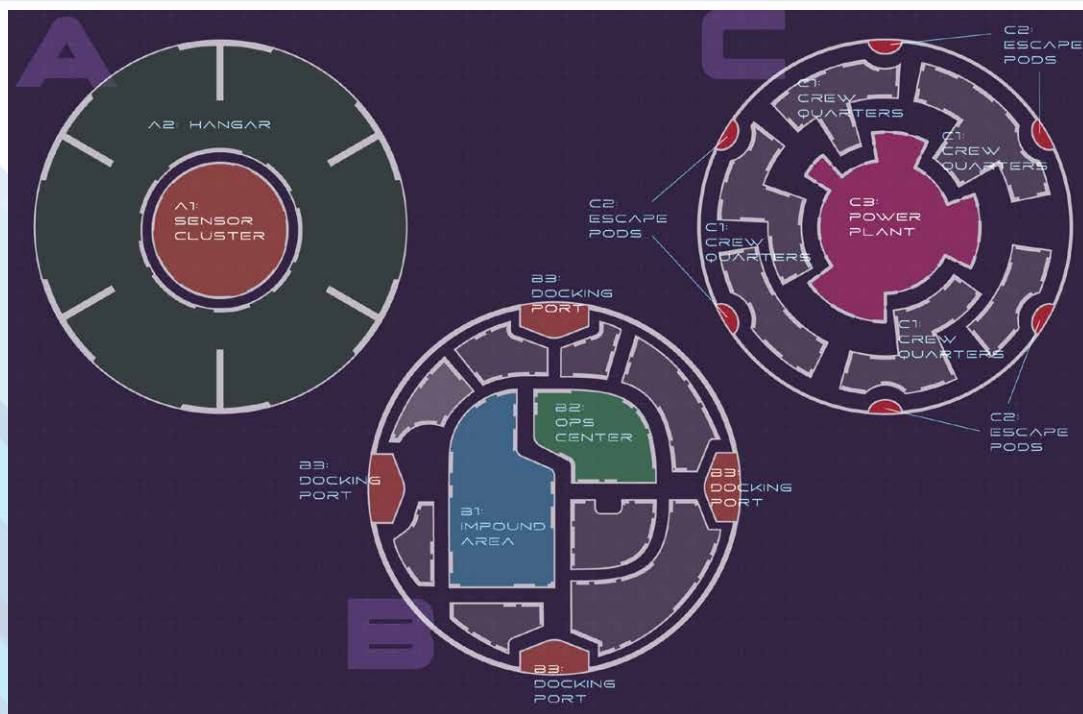 A
A2: HANGAR
A1:
SENSOR
CLUSTER
C
C2:
ESCAPE
PODS
C1:
CREW
QUARTERS
C1:
CREW
QUARTERS
C3:
POWER
PLANT
C2:
ESCAPE
PODS
C1:
CREW
QUARTERS
C1:
CREW
QUARTERS
C2:
ESCAPE
PODS
B3:
DOCKING
PORT
B2:
OPS
CENTER
B3:
DOCKING
PORT
B3:
DOCKING
PORT
B1:
IMPOUND
AREA
B
B3:
DOCKING
PORT